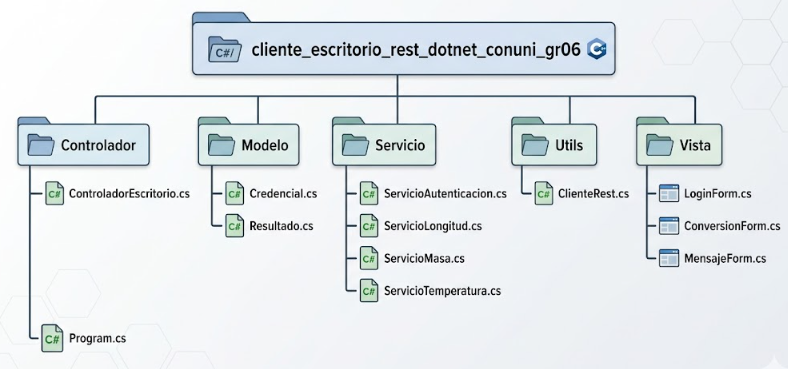 C#/ cliente_escritorio_rest_dotnet_conuni_gr06 C++
Controlador
C# ControladorEscritorio.cs
C# Program.cs
Modelo
C# Credencial.cs
C# Resultado.cs
Servicio
C# ServicioAutenticacion.cs
C# ServicioLongitud.cs
C# ServicioMasa.cs
C# ServicioTemperatura.cs
Utils
C# ClienteRest.cs
Vista
LoginForm.cs
ConversionForm.cs
MensajeForm.cs